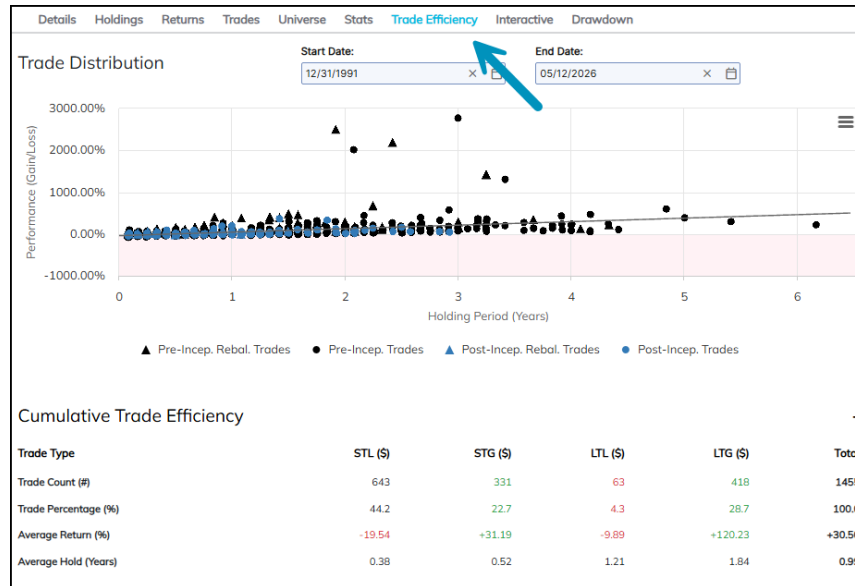 Details Holdings Returns Trades Universe Stats Trade Efficiency Interactive Drawdown
Trade Distribution
Start Date: End Date:
12/31/1991 05/12/2026
3000.00%
2000.00%
1000.00%
0.00%
-1000.00%
Performance (Gain/Loss)
0 1 2 3 4 5 6
Holding Period (Years)
Pre-Incep. Rebal. Trades Pre-Incep. Trades Post-Incep. Rebal. Trades Post-Incep. Trades
Cumulative Trade Efficiency
Trade Type STL ($) STG ($) LTL ($) LTG ($)
Trade Count (#) 643 331 63 418
Trade Percentage (%) 44.2 22.7 4.3 28.7
Average Return (%) -19.54 +31.19 -9.89 +120.23
Average Hold (Years) 0.38 0.52 1.21 1.84